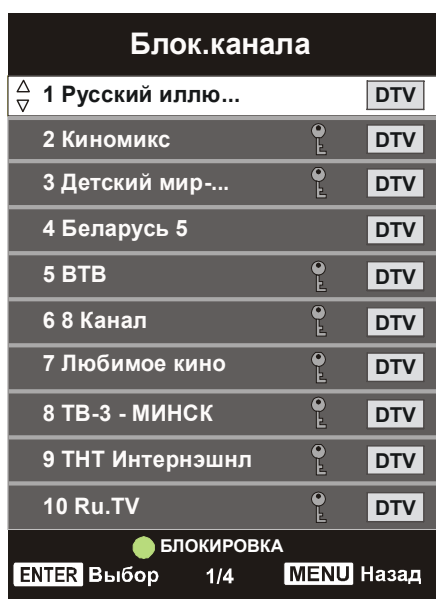 Блок.канала
1 Русский иллю... DTV
2 Киномикс DTV
3 Детский мир-... DTV
4 Беларусь 5 DTV
5 ВТВ DTV
6 8 Канал DTV
7 Любимое кино DTV
8 ТВ-3 - МИНСК DTV
9 ТНТ Интернэшнл DTV
10 Ru.TV DTV
БЛОКИРОВКА
ENTER Выбор 1/4 MENU Назад